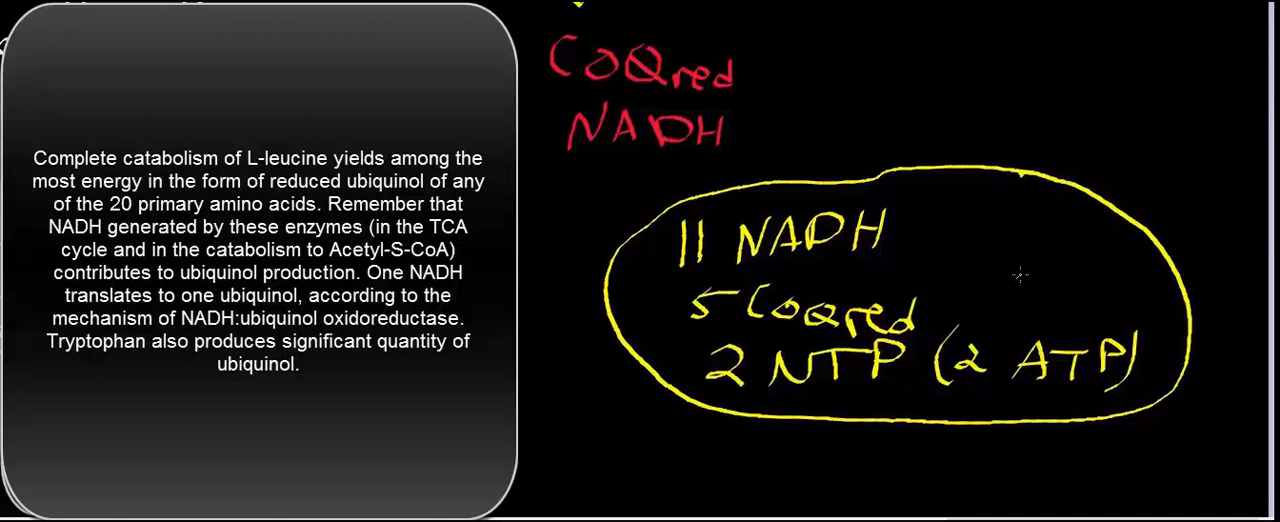 Complete catabolism of L-leucine yields among the
most energy in the form of reduced ubiquinol of any
of the 20 primary amino acids. Remember that
NADH generated by these enzymes (in the TCA
cycle and in the catabolism to Acetyl-S-CoA)
contributes to ubiquinol production. One NADH
translates to one ubiquinol, according to the
mechanism of NADH:ubiquinol oxidoreductase.
Tryptophan also produces significant quantity of
ubiquinol.
CoQred
NADH
11 NADH
5 CoQred
2 NTP (2 ATP)